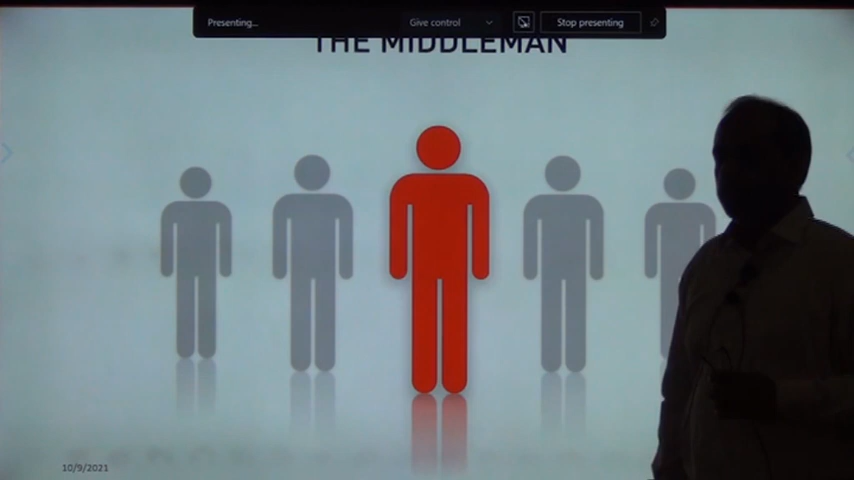 Presenting...
Give control
Stop presenting
THE MIDDLEMAN
10/9/2021